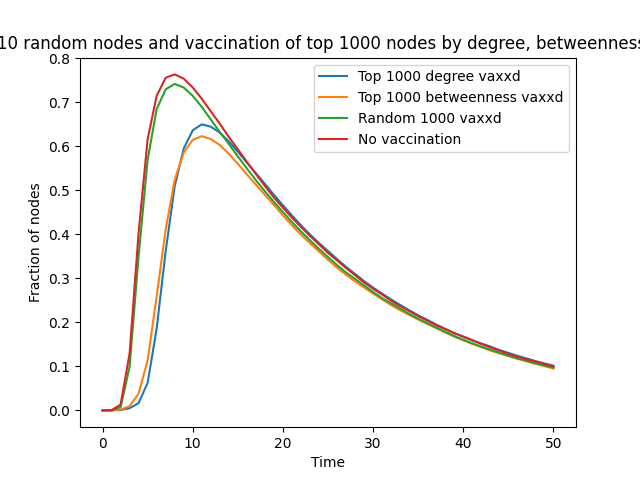 10 random nodes and vaccination of top 1000 nodes by degree, betweenness
0.8
0.7
0.6
0.5
0.4
0.3
0.2
0.1
0.0
Fraction of nodes
Top 1000 degree vaxxd
Top 1000 betweenness vaxxd
Random 1000 vaxxd
No vaccination
0 10 20 30 40 50
Time